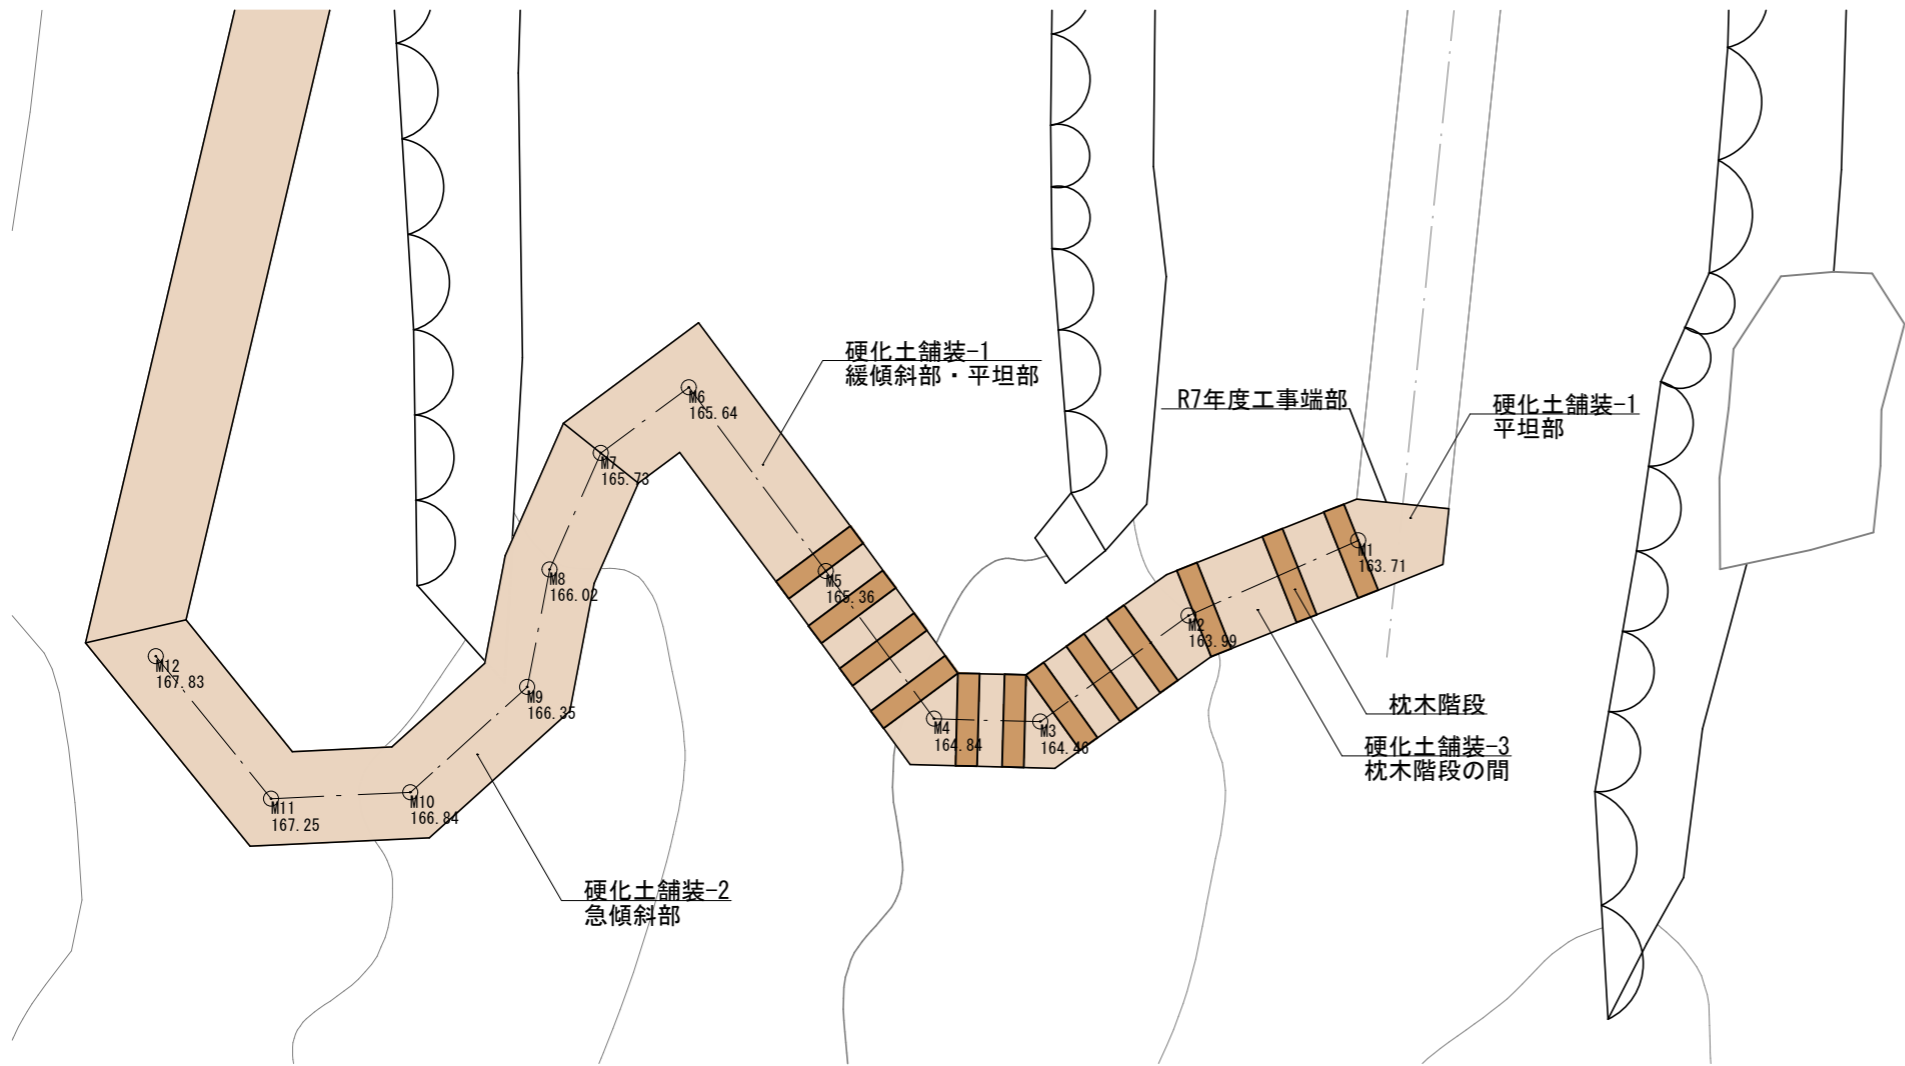 硬化土舗装-1
緩傾斜部・平坦部
R7年度工事端部
硬化土舗装-1
平坦部
M6
165.64
M7
165.73
M1
163.71
M5
165.36
M8
166.02
M2
163.99
M12
167.83
M9
166.35
M4
164.84
M3
164.46
枕木階段
硬化土舗装-3
枕木階段の間
M11
167.25
M10
166.84
硬化土舗装-2
急傾斜部